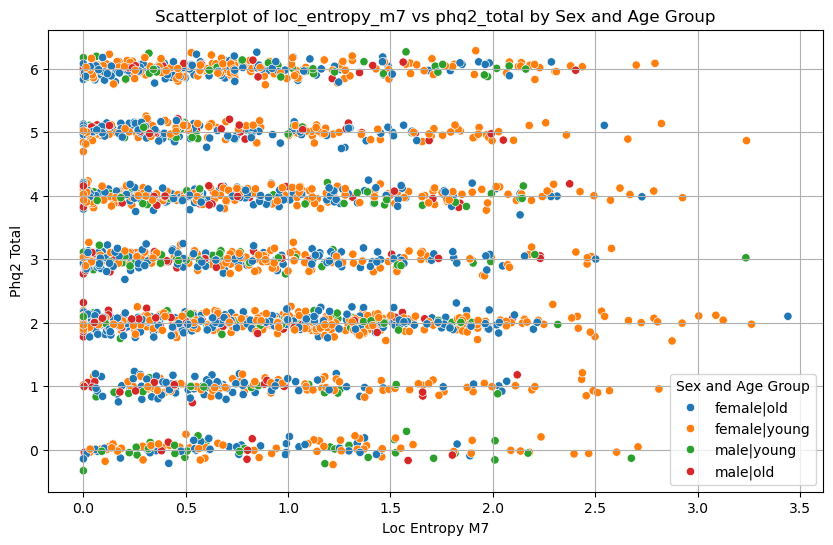 Scatterplot of loc_entropy_m7 vs phq2_total by Sex and Age Group
Phq2 Total
6
5
4
3
2
1
0
Sex and Age Group
female|old
female|young
male|young
male|old
0.0 0.5 1.0 1.5 2.0 2.5 3.0 3.5
Loc Entropy M7